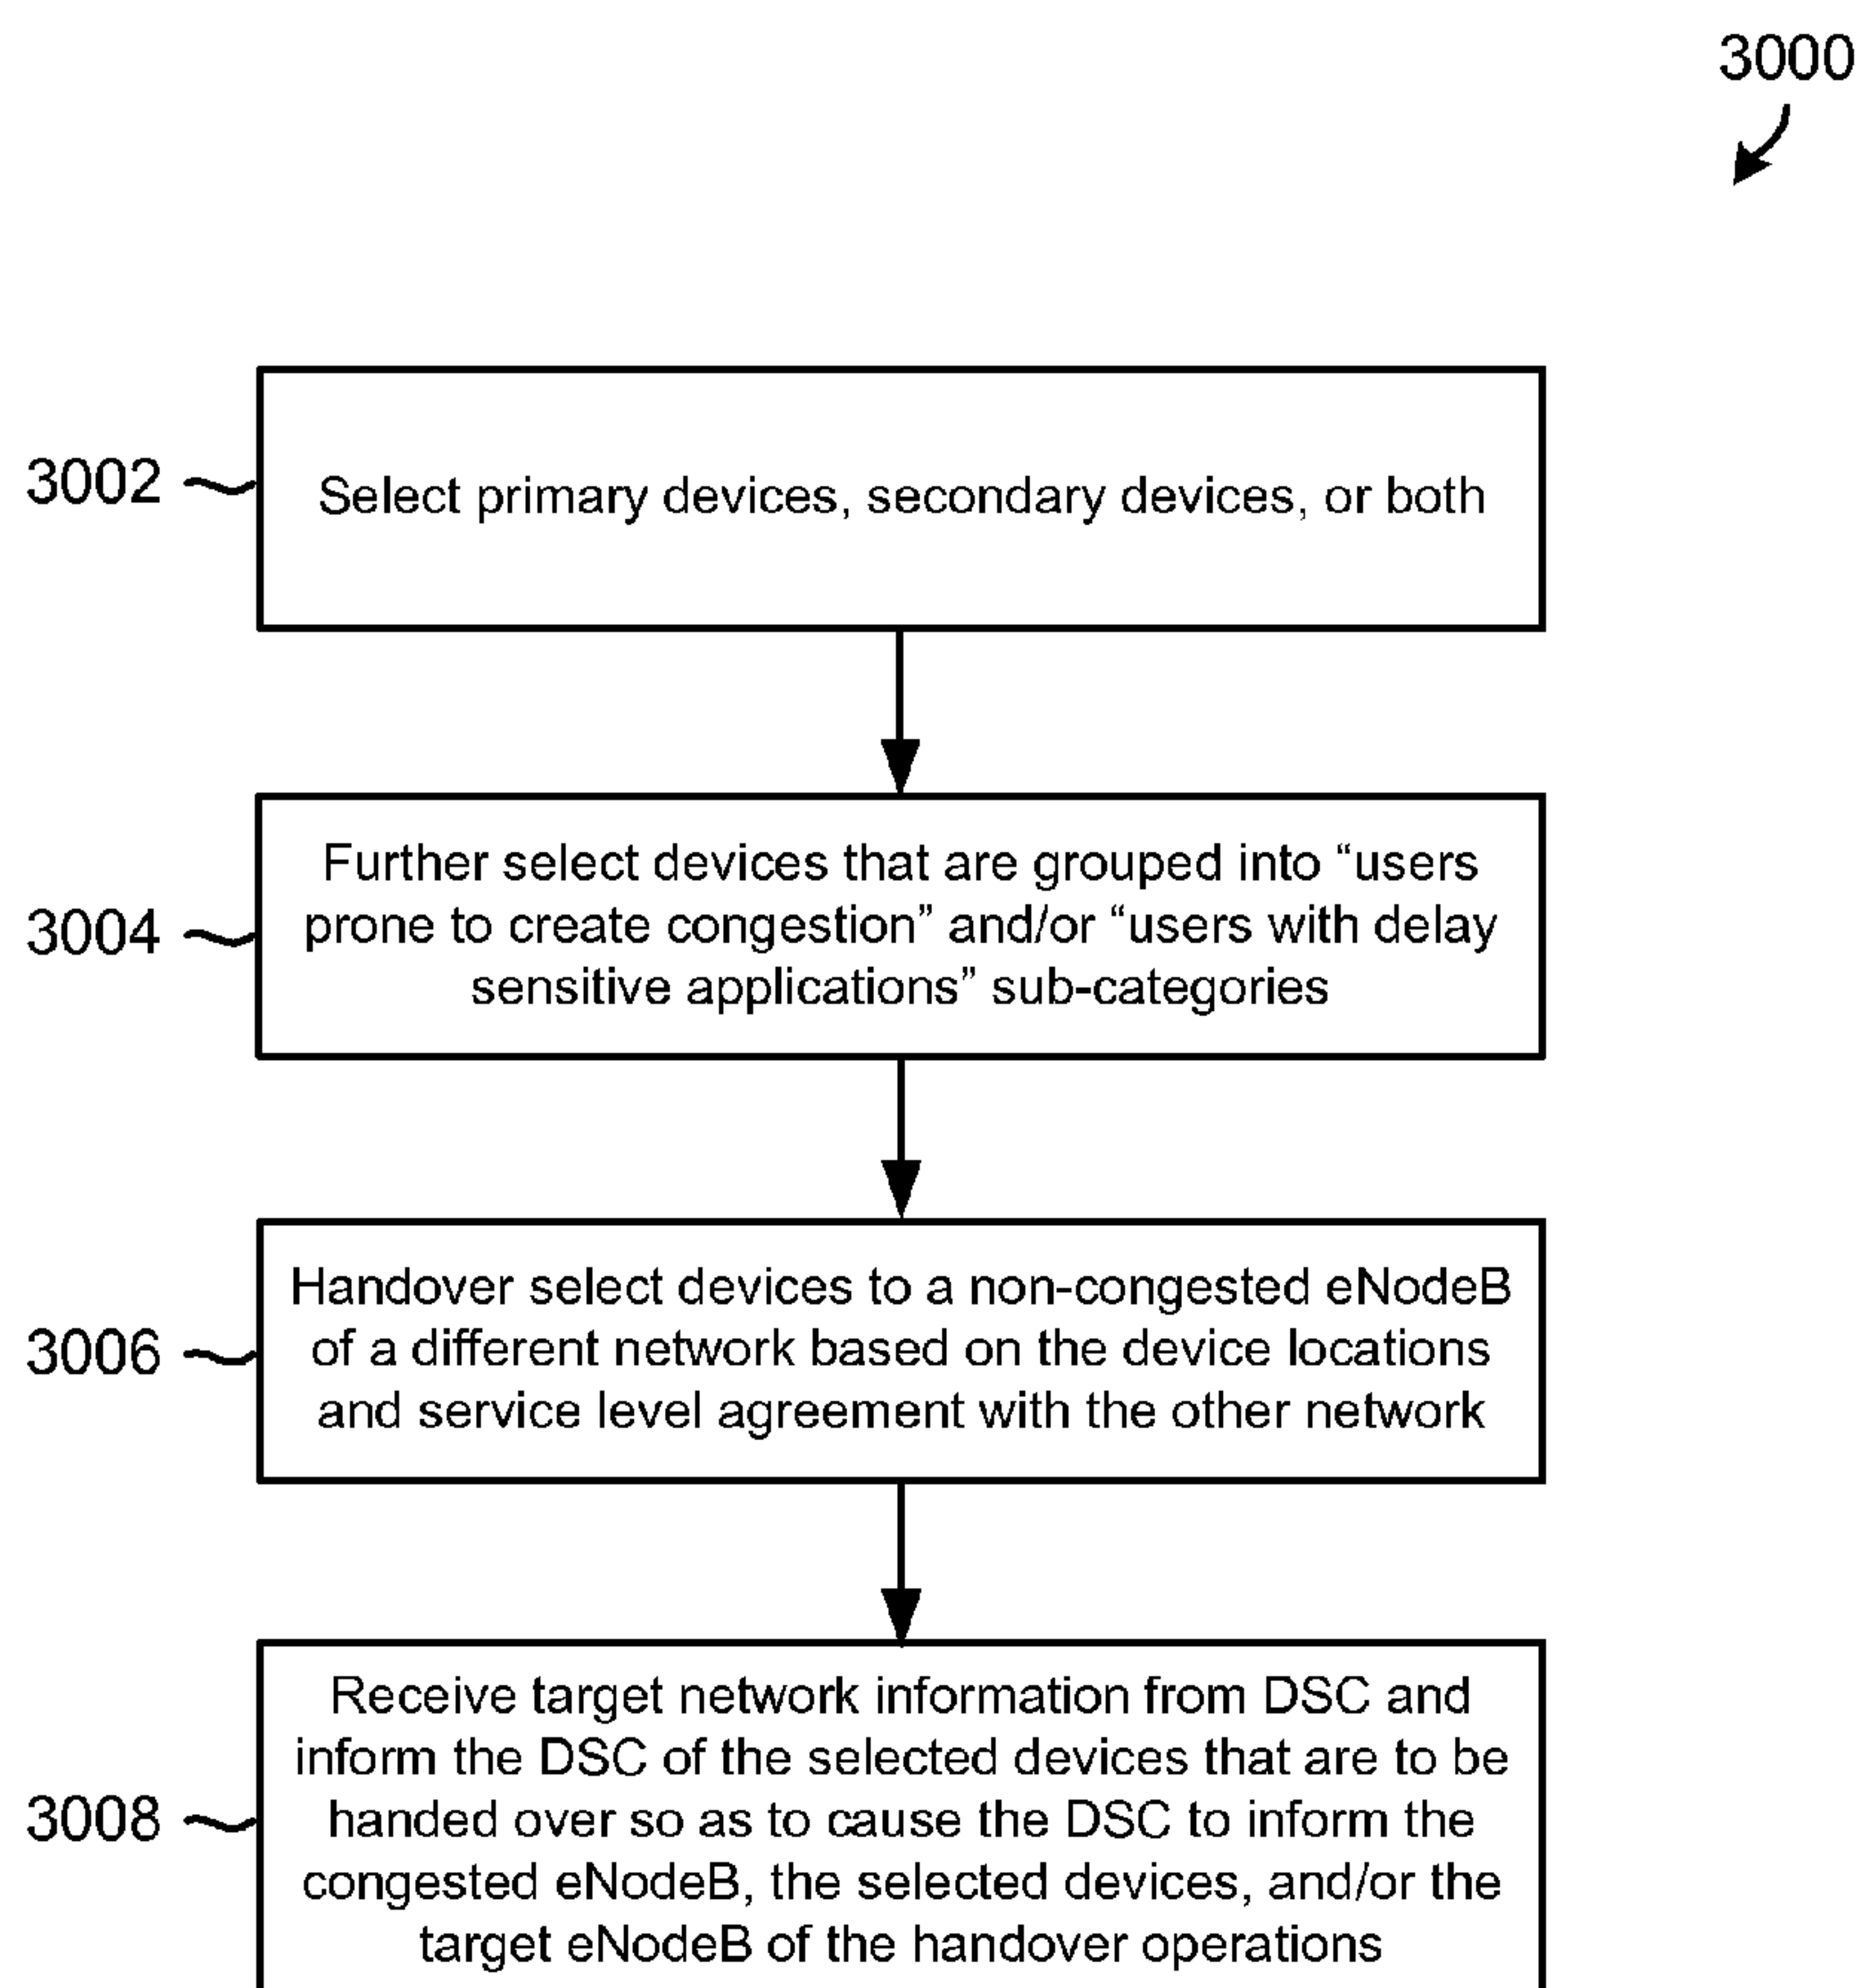 3000
3002
Select primary devices, secondary devices, or both
3004
Further select devices that are grouped into “users
prone to create congestion” and/or “users with delay
sensitive applications” sub-categories
3006
Handover select devices to a non-congested eNodeB
of a different network based on the device locations
and service level agreement with the other network
3008
Receive target network information from DSC and
inform the DSC of the selected devices that are to be
handed over so as to cause the DSC to inform the
congested eNodeB, the selected devices, and/or the
target eNodeB of the handover operations